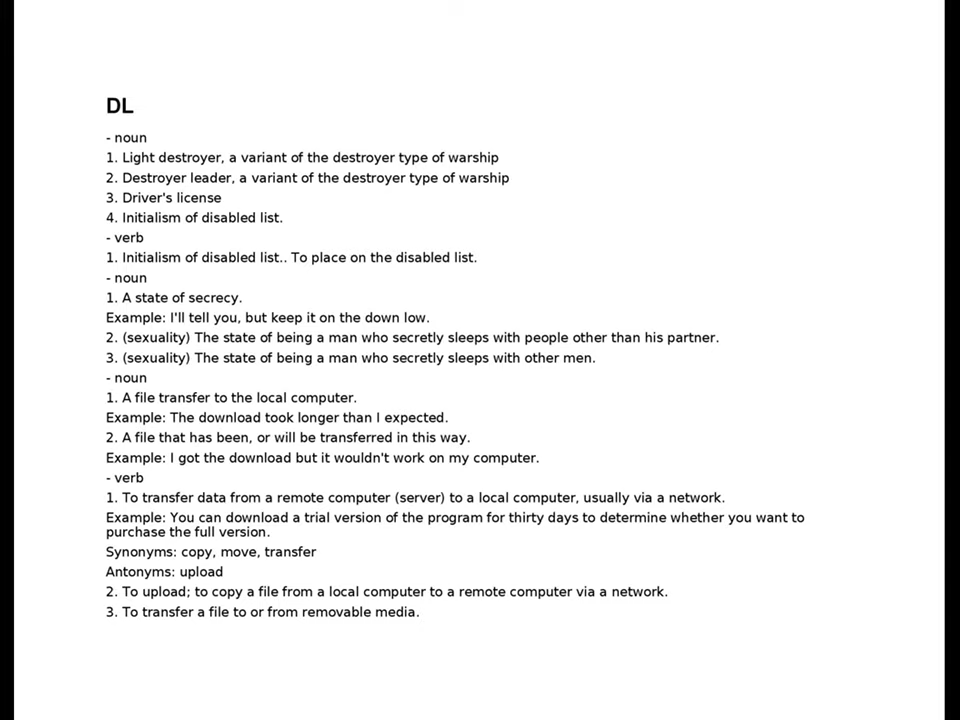 DL
- noun
1. Light destroyer, a variant of the destroyer type of warship
2. Destroyer leader, a variant of the destroyer type of warship
3. Driver's license
4. Initialism of disabled list.
- verb
1. Initialism of disabled list.. To place on the disabled list.
- noun
1. A state of secrecy.
Example: I'll tell you, but keep it on the down low.
2. (sexuality) The state of being a man who secretly sleeps with people other than his partner.
3. (sexuality) The state of being a man who secretly sleeps with other men.
- noun
1. A file transfer to the local computer.
Example: The download took longer than I expected.
2. A file that has been, or will be transferred in this way.
Example: I got the download but it wouldn't work on my computer.
- verb
1. To transfer data from a remote computer (server) to a local computer, usually via a network.
Example: You can download a trial version of the program for thirty days to determine whether you want to
purchase the full version.
Synonyms: copy, move, transfer
Antonyms: upload
2. To upload; to copy a file from a local computer to a remote computer via a network.
3. To transfer a file to or from removable media.